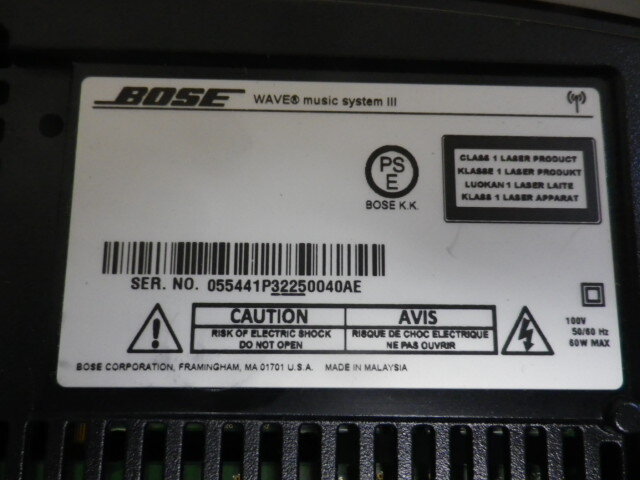 BOSE WAVE® music system III
PS
E
BOSE K.K.
CLASS 1 LASER PRODUCT
KLASSE 1 LASER PRODUKT
LUOKAN 1 LASER LAITE
KLASS 1 LASER APPARAT
SER. NO. 055441P32250040AE
CAUTION
RISK OF ELECTRIC SHOCK
DO NOT OPEN
AVIS
RISQUE DE CHOC ELECTRIQUE
NE PAS OUVRIR
100V
50/60 Hz
60W MAX
BOSE CORPORATION, FRAMINGHAM, MA 01701 U.S.A. MADE IN MALAYSIA